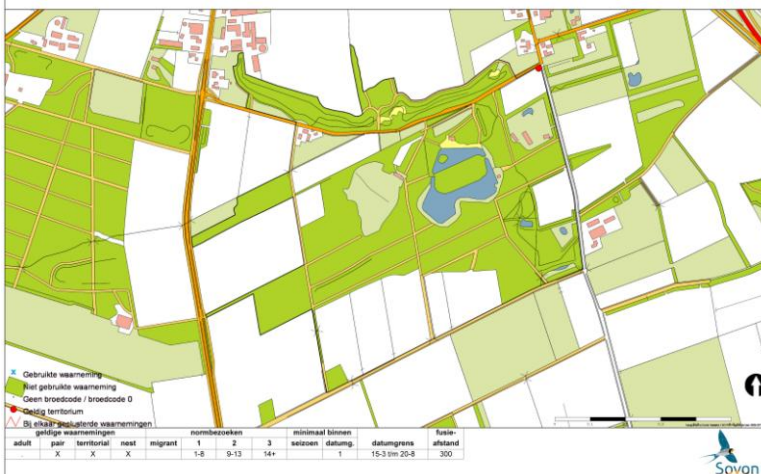 x Gebruikte waarneming
Niet gebruikte waarneming
Geen broedcode / broedcode 0
Geldig territorium
Bij elkaar geclusterde waarnemingen
geldige waarnemingen normbezoeken minimaal binnen fusie-
adult pair territorial nest migrant 1 2 3 seizoen datumg. datumgrens afstand
. X X X 1-8 9-13 14+ 1 15-3 t/m 20-8 300
Sovon